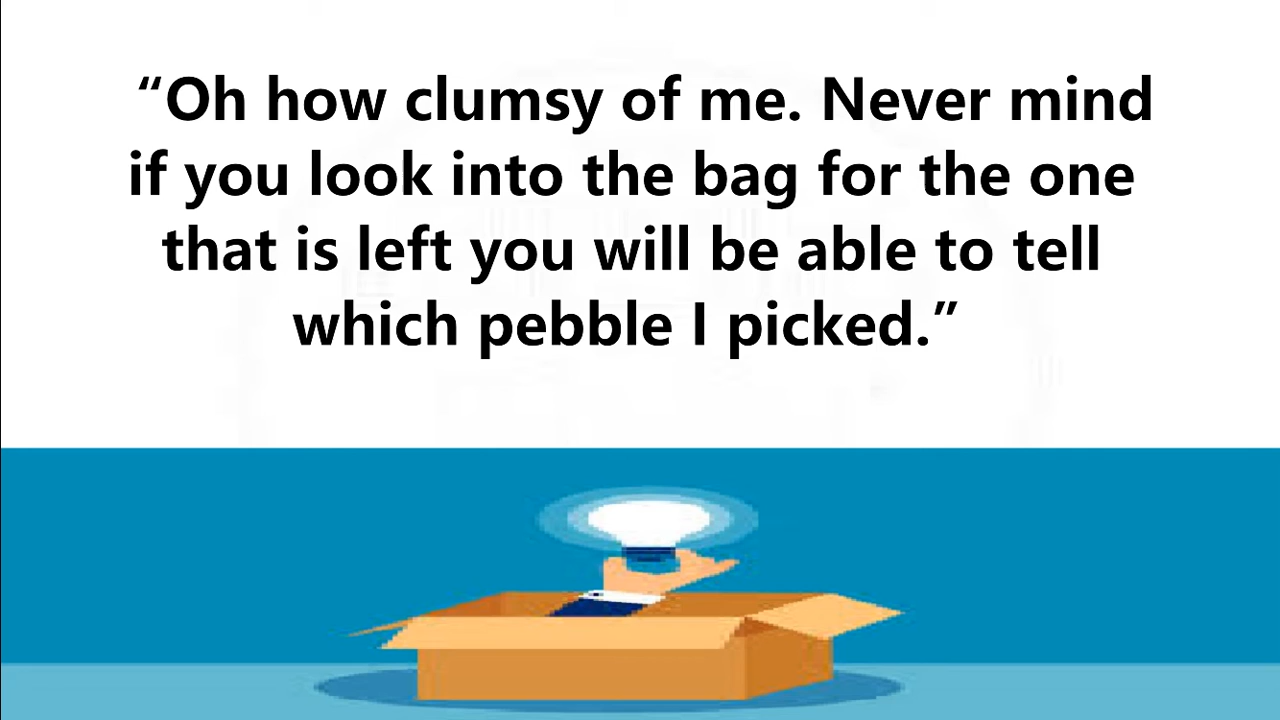 “Oh how clumsy of me. Never mind
if you look into the bag for the one
that is left you will be able to tell
which pebble I picked.”